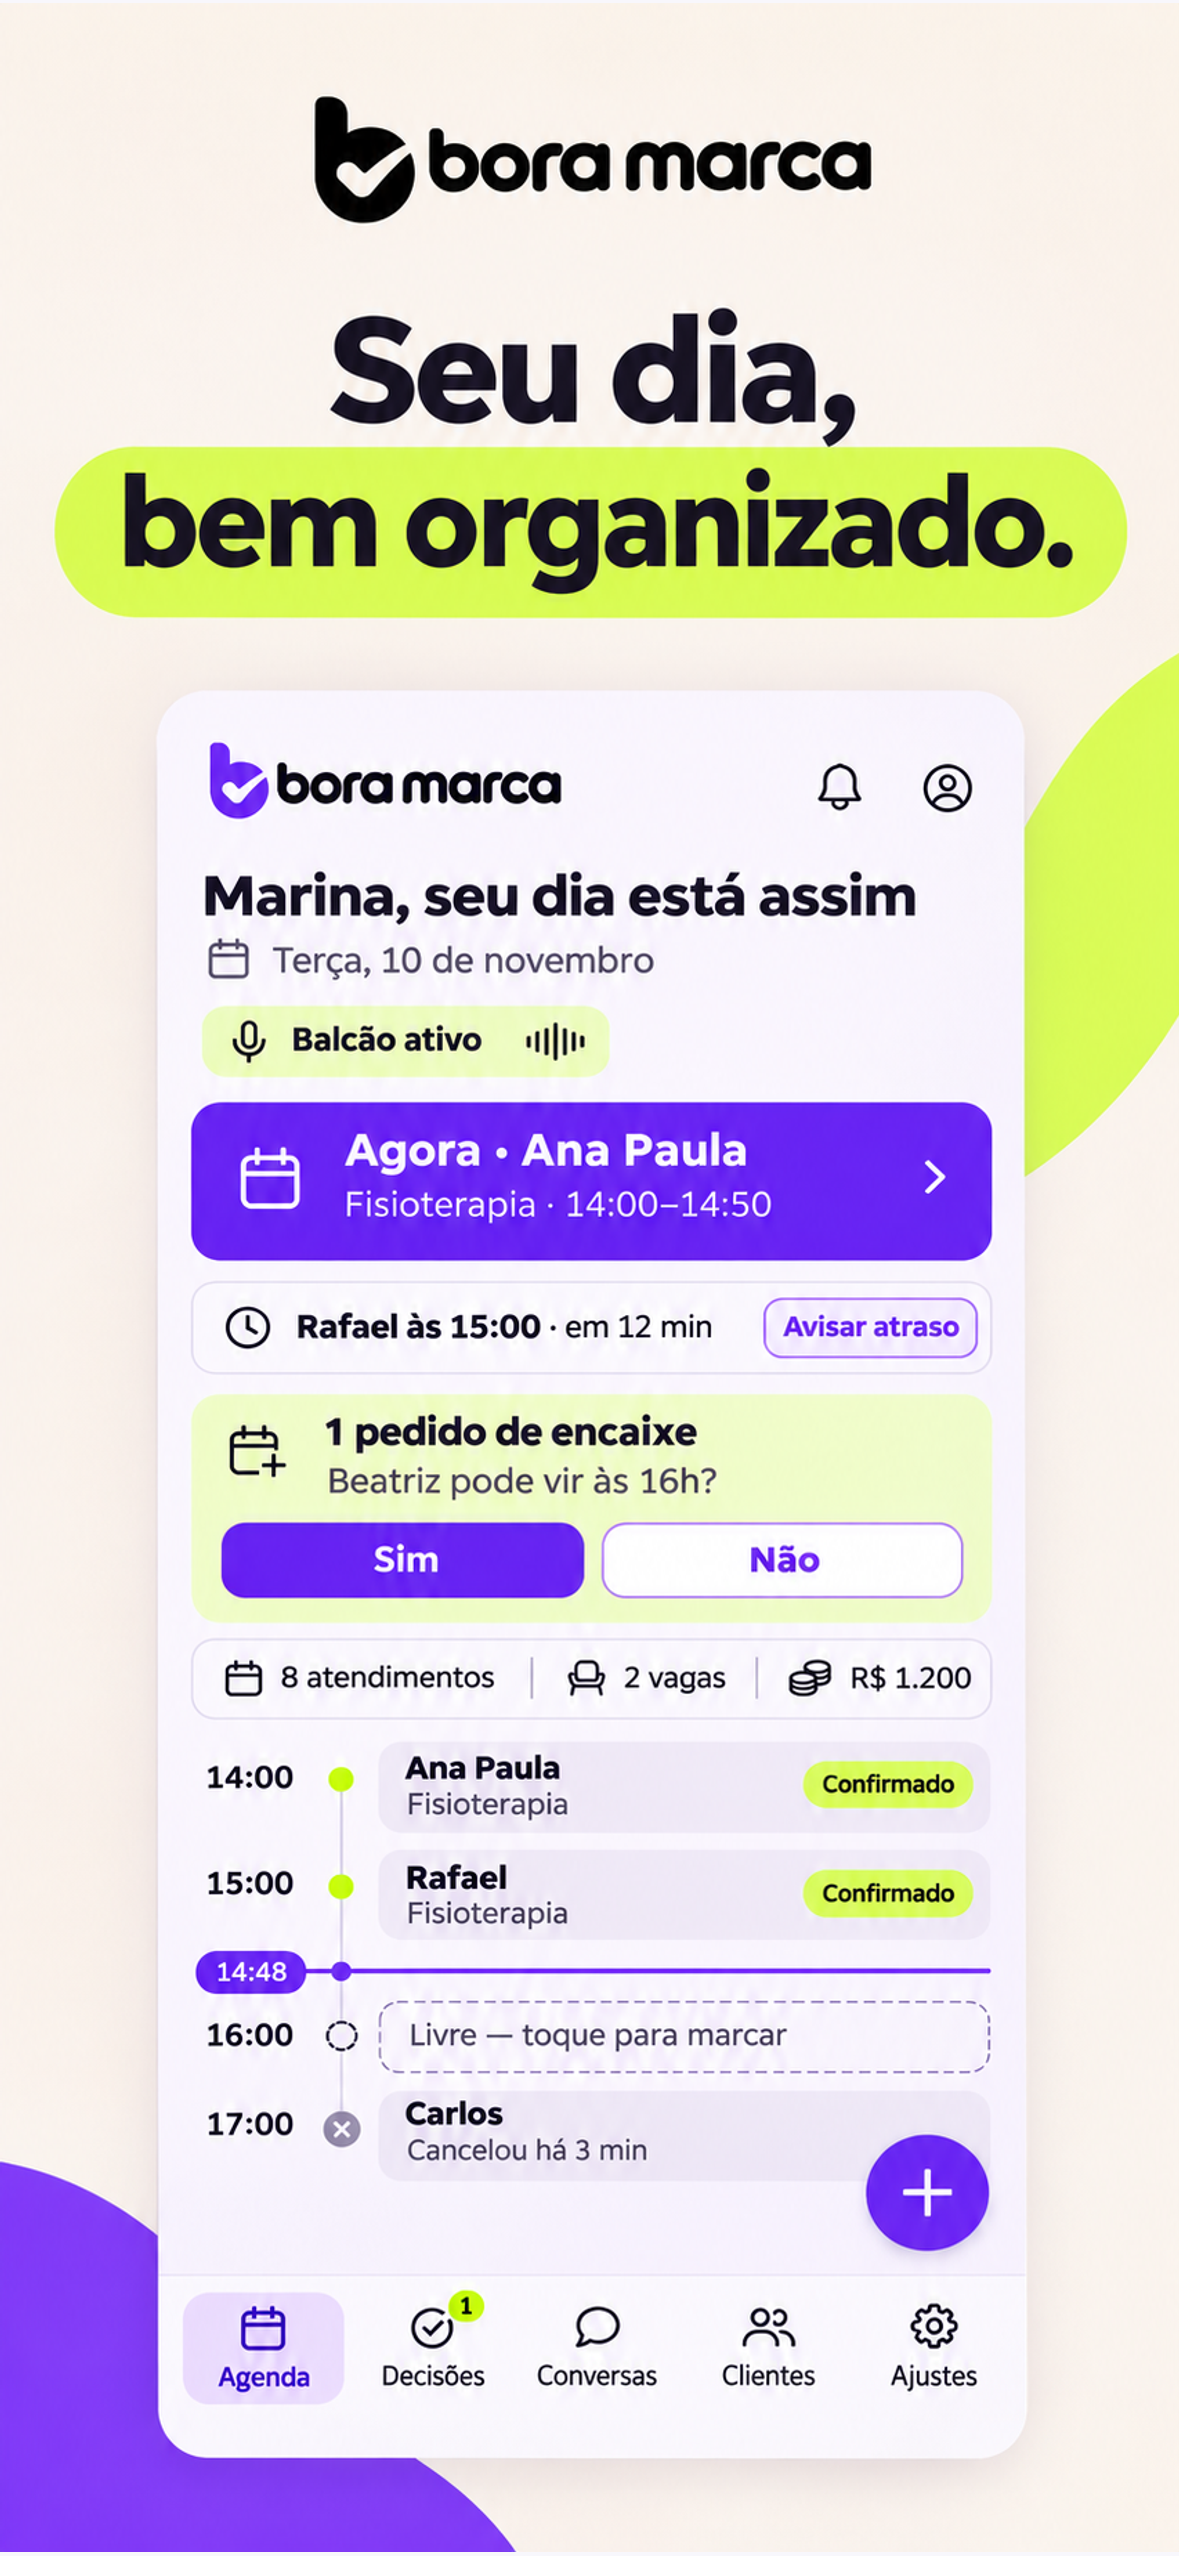 bora marca
Seu dia,
bem organizado.
bora marca
Marina, seu dia está assim
Terça, 10 de novembro
Balcão ativo
Agora • Ana Paula
Fisioterapia · 14:00–14:50
Rafael às 15:00 · em 12 min
Avisar atraso
1 pedido de encaixe
Beatriz pode vir às 16h?
Sim
Não
8 atendimentos
2 vagas
R$ 1.200
14:00
Ana Paula
Fisioterapia
Confirmado
15:00
Rafael
Fisioterapia
Confirmado
14:48
16:00
Livre — toque para marcar
17:00
Carlos
Cancelou há 3 min
1
Agenda
Decisões
Conversas
Clientes
Ajustes